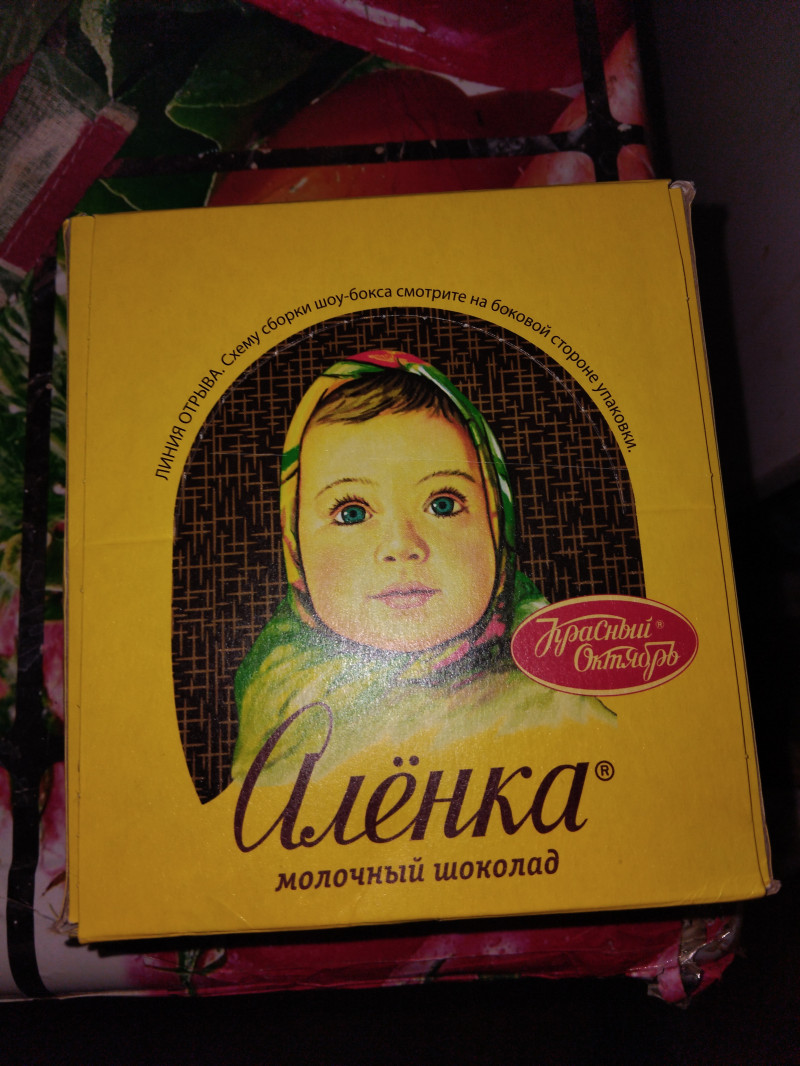 ЛИНИЯ ОТРЫВА. Схему сборки шоу-бокса смотрите на боковой стороне упаковки.
Красный®
Октябрь
Алёнка®
молочный шоколад